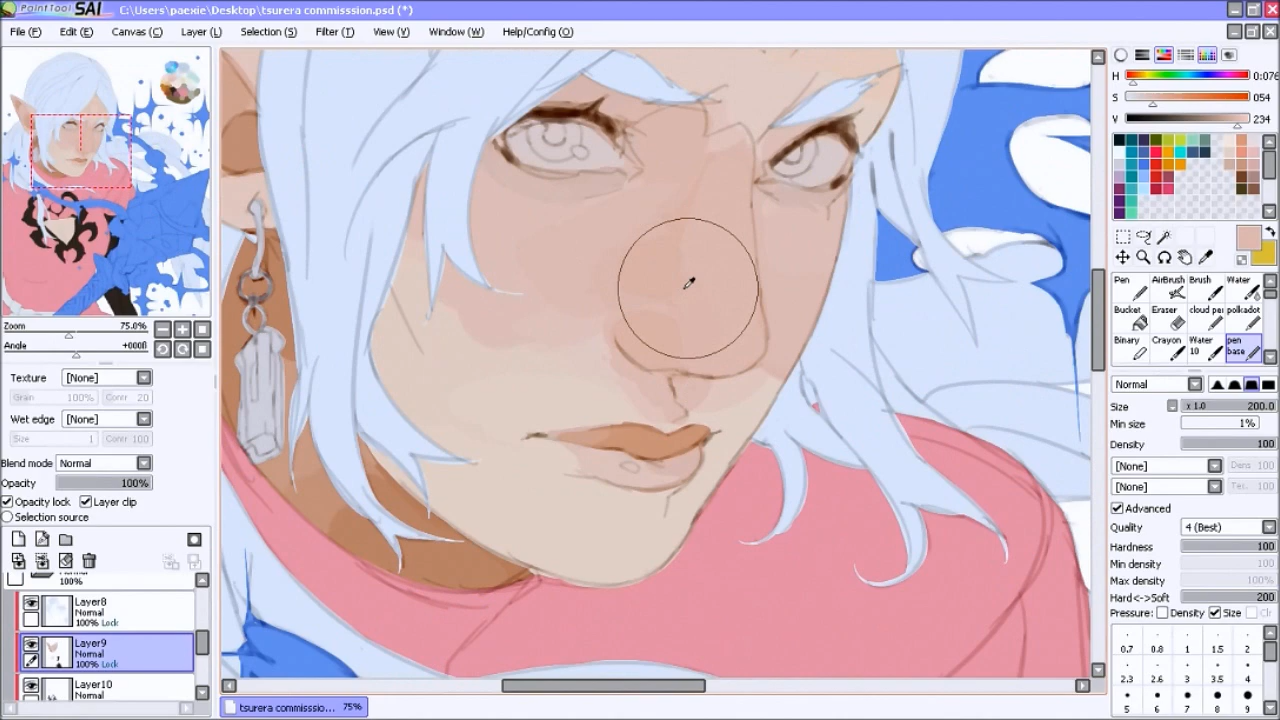 PaintTool SAI C:\Users\paexie\Desktop\tsurera commisssion.psd (*)
File (F) Edit (E) Canvas (C) Layer (L) Selection (S) Filter (T) View (V) Window (W) Help/Config (O)
H 0:076
S 054
V 234
Zoom 75.0%
Angle +000ß
Texture [None]
Grain 100% Contr 20
Wet edge [None]
Size 1 Contr 100
Blend mode Normal
Opacity 100%
Opacity lock Layer clip
Selection source
100%
Layer8
Normal
100% Lock
Layer9
Normal
100% Lock
Layer10
Normal
Pen AirBrush Brush Water
Bucket Eraser cloud pe polkadot
Binary Crayon Water 10 pen base
Normal
Size x 1.0 200.0
Min size 1%
Density 100
[None] Dens 100
[None] Tex. 100
Advanced
Quality 4 (Best)
Hardness 100
Min density 100
Max density 100%
Hard<->Soft 200
Pressure: Density Size Clr
0.7 0.8 1 1.5 2
2.3 2.6 3 3.5 4
5 6 7 8 9
tsurera commissio... 75%